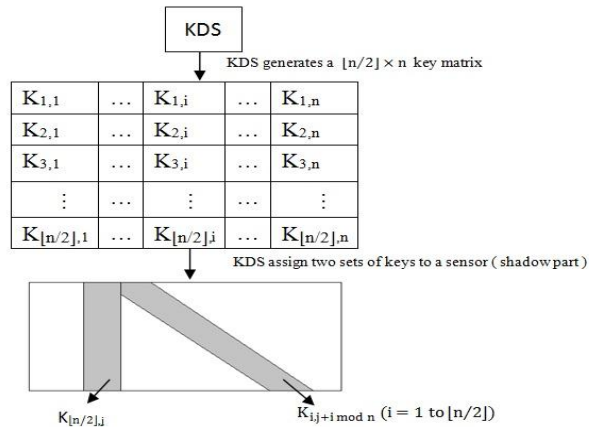 KDS
KDS generates a ⌊n/2⌋ × n key matrix
K1,1 … K1,i … K1,n
K2,1 … K2,i … K2,n
K3,1 … K3,i … K3,n
⋮ … ⋮ … ⋮
K⌊n/2⌋,1 … K⌊n/2⌋,i … K⌊n/2⌋,n
KDS assign two sets of keys to a sensor ( shadow part )
K⌊n/2⌋,j
Ki,j+i mod n (i = 1 to ⌊n/2⌋)